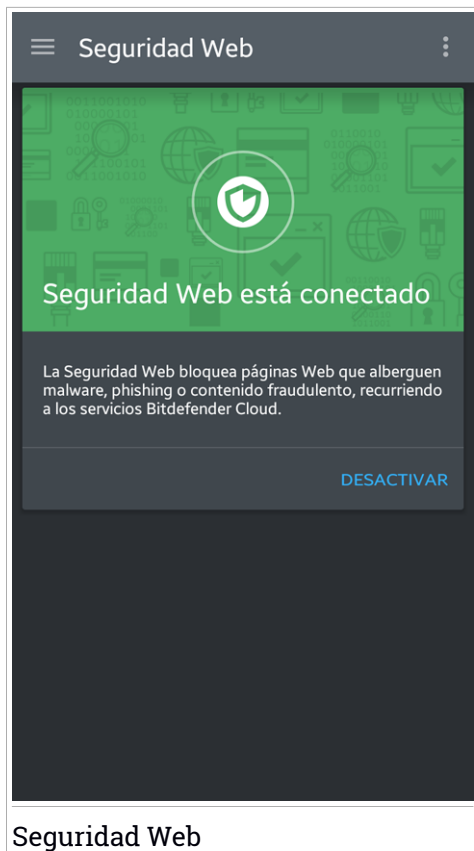 Seguridad Web
Seguridad Web está conectado
La Seguridad Web bloquea páginas Web que alberguen
malware, phishing o contenido fraudulento, recurriendo
a los servicios Bitdefender Cloud.
DESACTIVAR
Seguridad Web